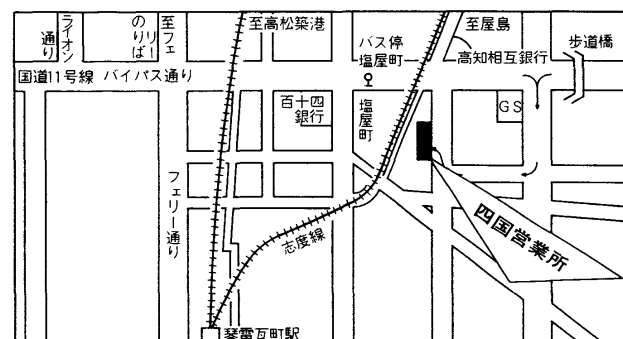 ライオン
通り
至フェ
リー
のりば
至高松築港
バス停
塩屋町
至屋島
高知相互銀行
歩道橋
国道11号線 バイパス通り
百十四
銀行
塩屋町
GS
フェリー通り
志度線
四国営業所
琴電瓦町駅